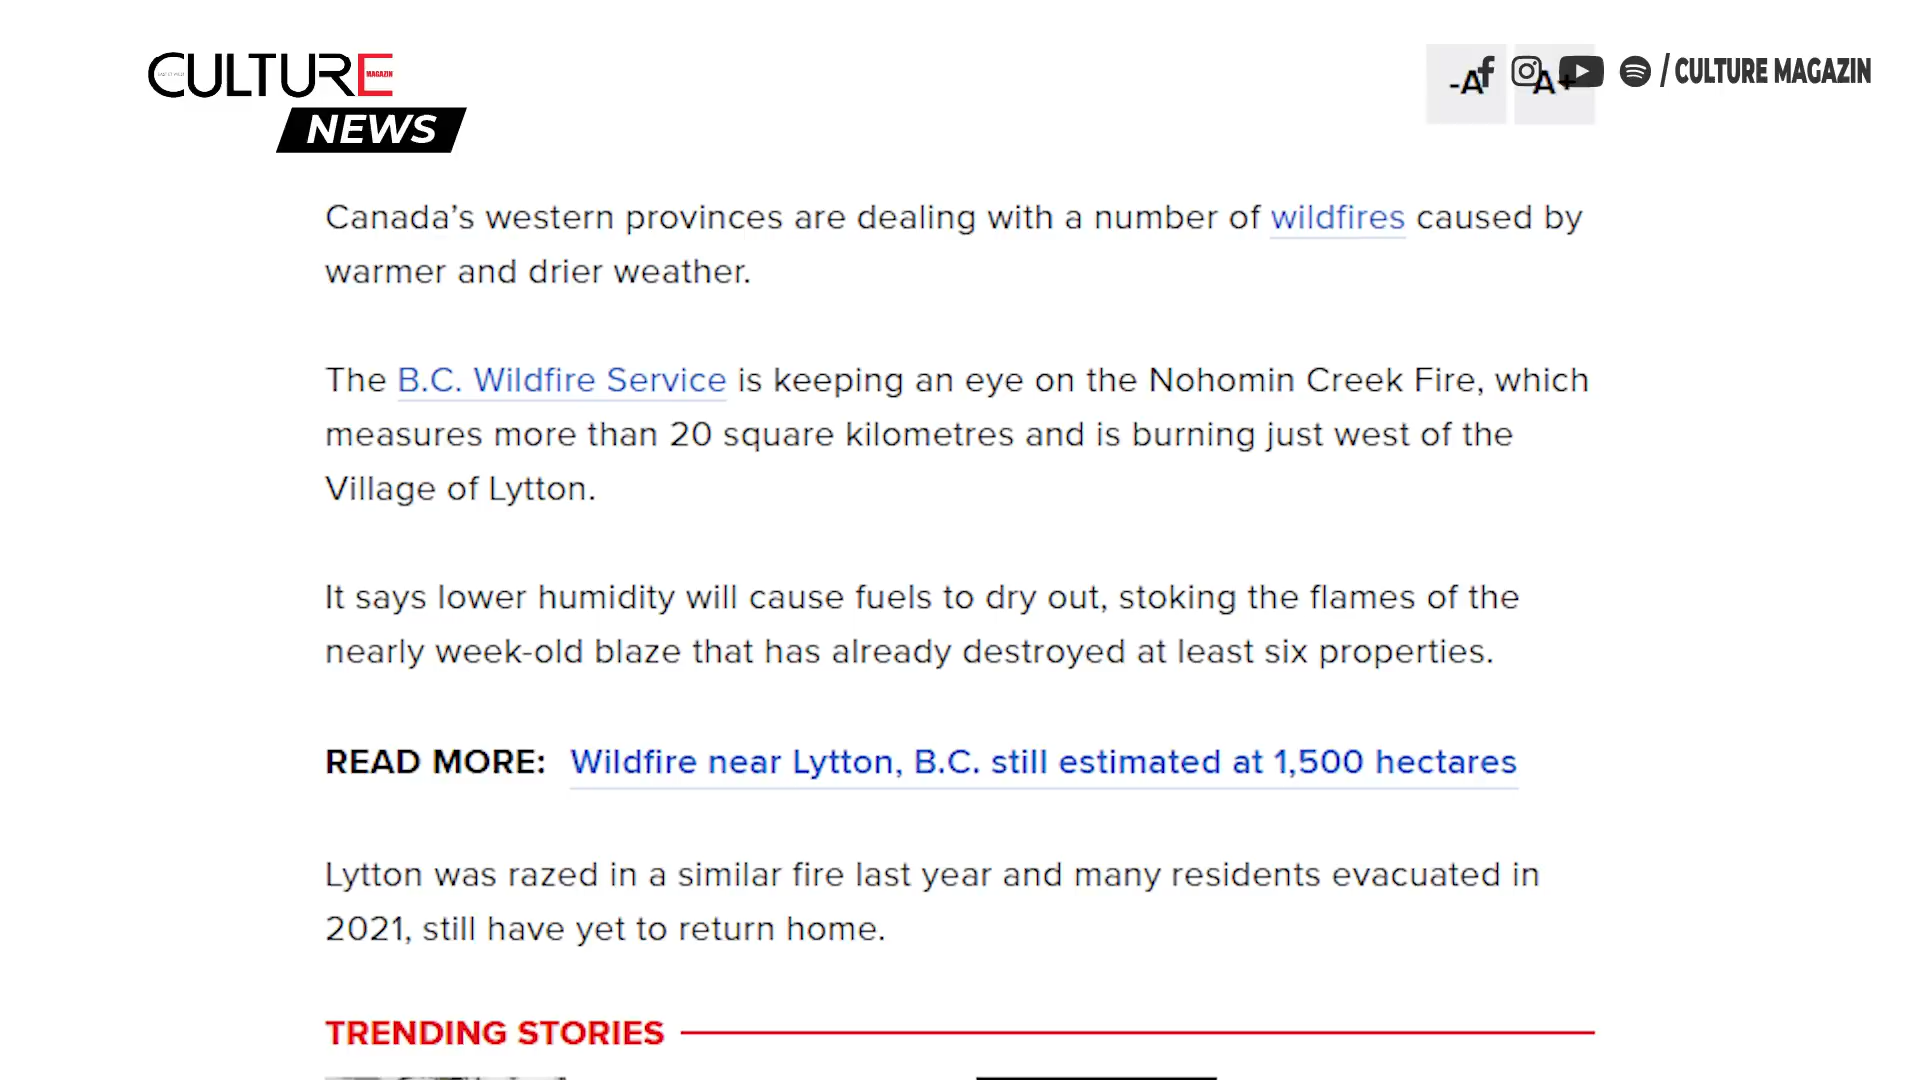 CULTURE
MAGAZIN
NEWS
-A A+
/ CULTURE MAGAZIN
Canada’s western provinces are dealing with a number of wildfires caused by
warmer and drier weather.
The B.C. Wildfire Service is keeping an eye on the Nohomin Creek Fire, which
measures more than 20 square kilometres and is burning just west of the
Village of Lytton.
It says lower humidity will cause fuels to dry out, stoking the flames of the
nearly week-old blaze that has already destroyed at least six properties.
READ MORE: Wildfire near Lytton, B.C. still estimated at 1,500 hectares
Lytton was razed in a similar fire last year and many residents evacuated in
2021, still have yet to return home.
TRENDING STORIES